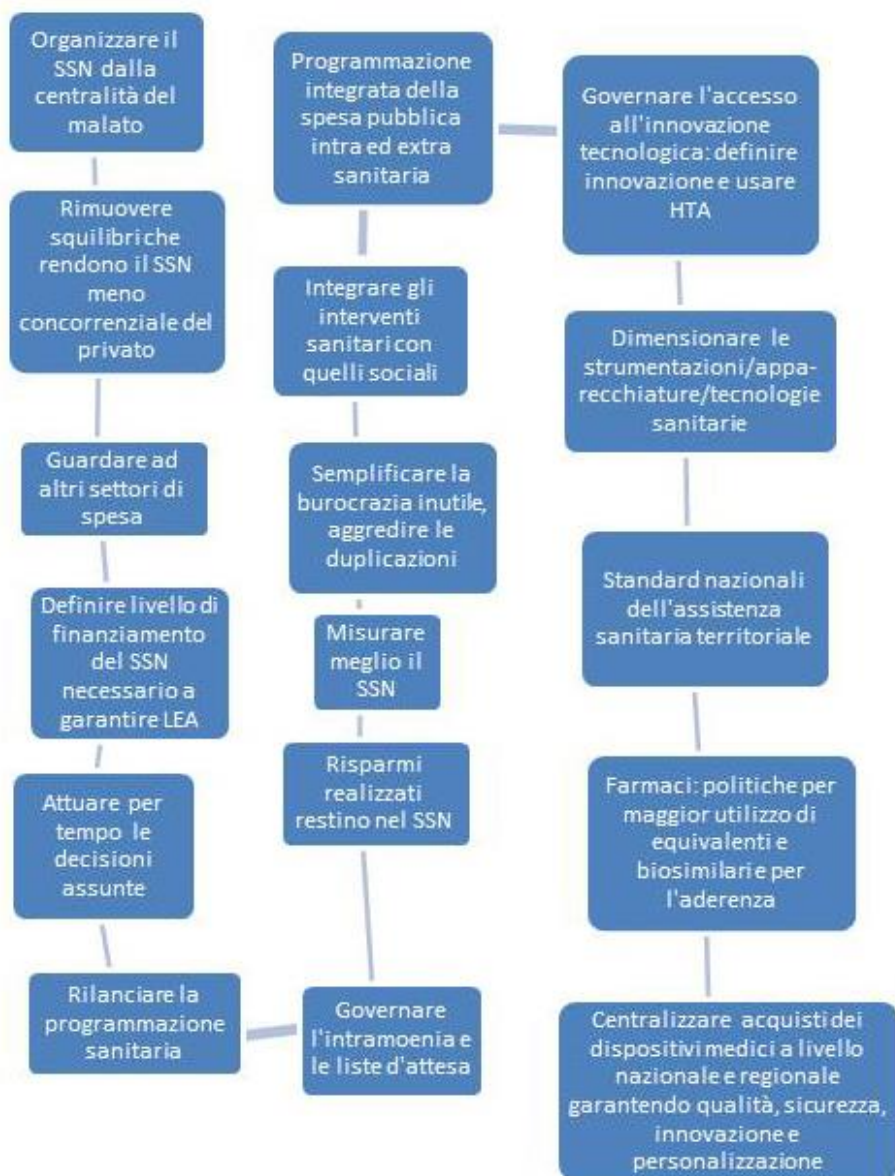 Organizzare il
SSN dalla
centralità del
malato
Rimuovere
squilibri che
rendono il SSN
meno
concorrenziale del
privato
Guardare ad
altri settori di
spesa
Definire livello di
finanziamento
del SSN
necessario a
garantire LEA
Attuare per
tempo le
decisioni
assunte
Rilanciare la
programmazione
sanitaria
Governare
l'intramoenia e
le liste d'attesa
Risparmi
realizzati
restino nel SSN
Misurare
meglio il
SSN
Semplificare la
burocrazia inutile,
aggredire le
duplicazioni
Integrare gli
interventi
sanitari con
quelli sociali
Programmazione
integrata della
spesa pubblica
intra ed extra
sanitaria
Governare l'accesso
all'innovazione
tecnologica: definire
innovazione e usare
HTA
Dimensionare le
strumentazioni/appa-
recchiature/tecnologie
sanitarie
Standard nazionali
dell'assistenza
sanitaria territoriale
Farmaci: politiche per
maggior utilizzo di
equivalenti e
biosimilari e per
l'aderenza
Centralizzare acquisti dei
dispositivi medici a livello
nazionale e regionale
garantendo qualità, sicurezza,
innovazione e
personalizzazione